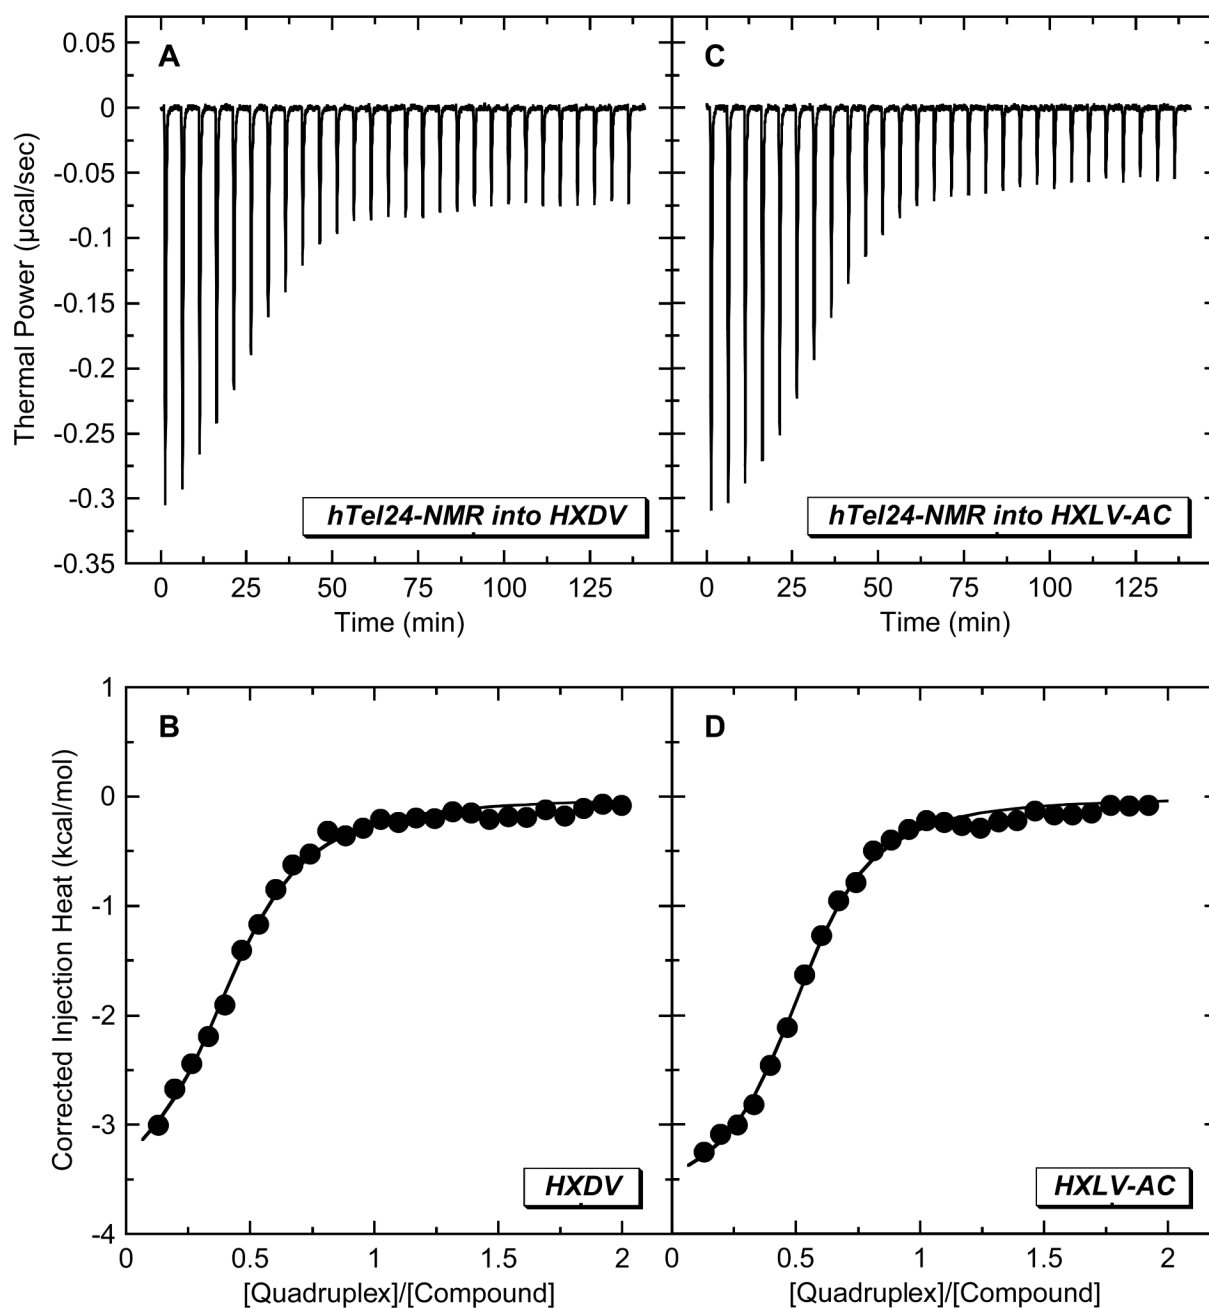 A
C
Thermal Power (µcal/sec)
0.05
0
-0.05
-0.1
-0.15
-0.2
-0.25
-0.3
-0.35
hTel24-NMR into HXDV
hTel24-NMR into HXLV-AC
0 25 50 75 100 125
0 25 50 75 100 125
Time (min)
Time (min)
B
D
Corrected Injection Heat (kcal/mol)
1
0
-1
-2
-3
-4
HXDV
HXLV-AC
0 0.5 1 1.5 2
0 0.5 1 1.5 2
[Quadruplex]/[Compound]
[Quadruplex]/[Compound]